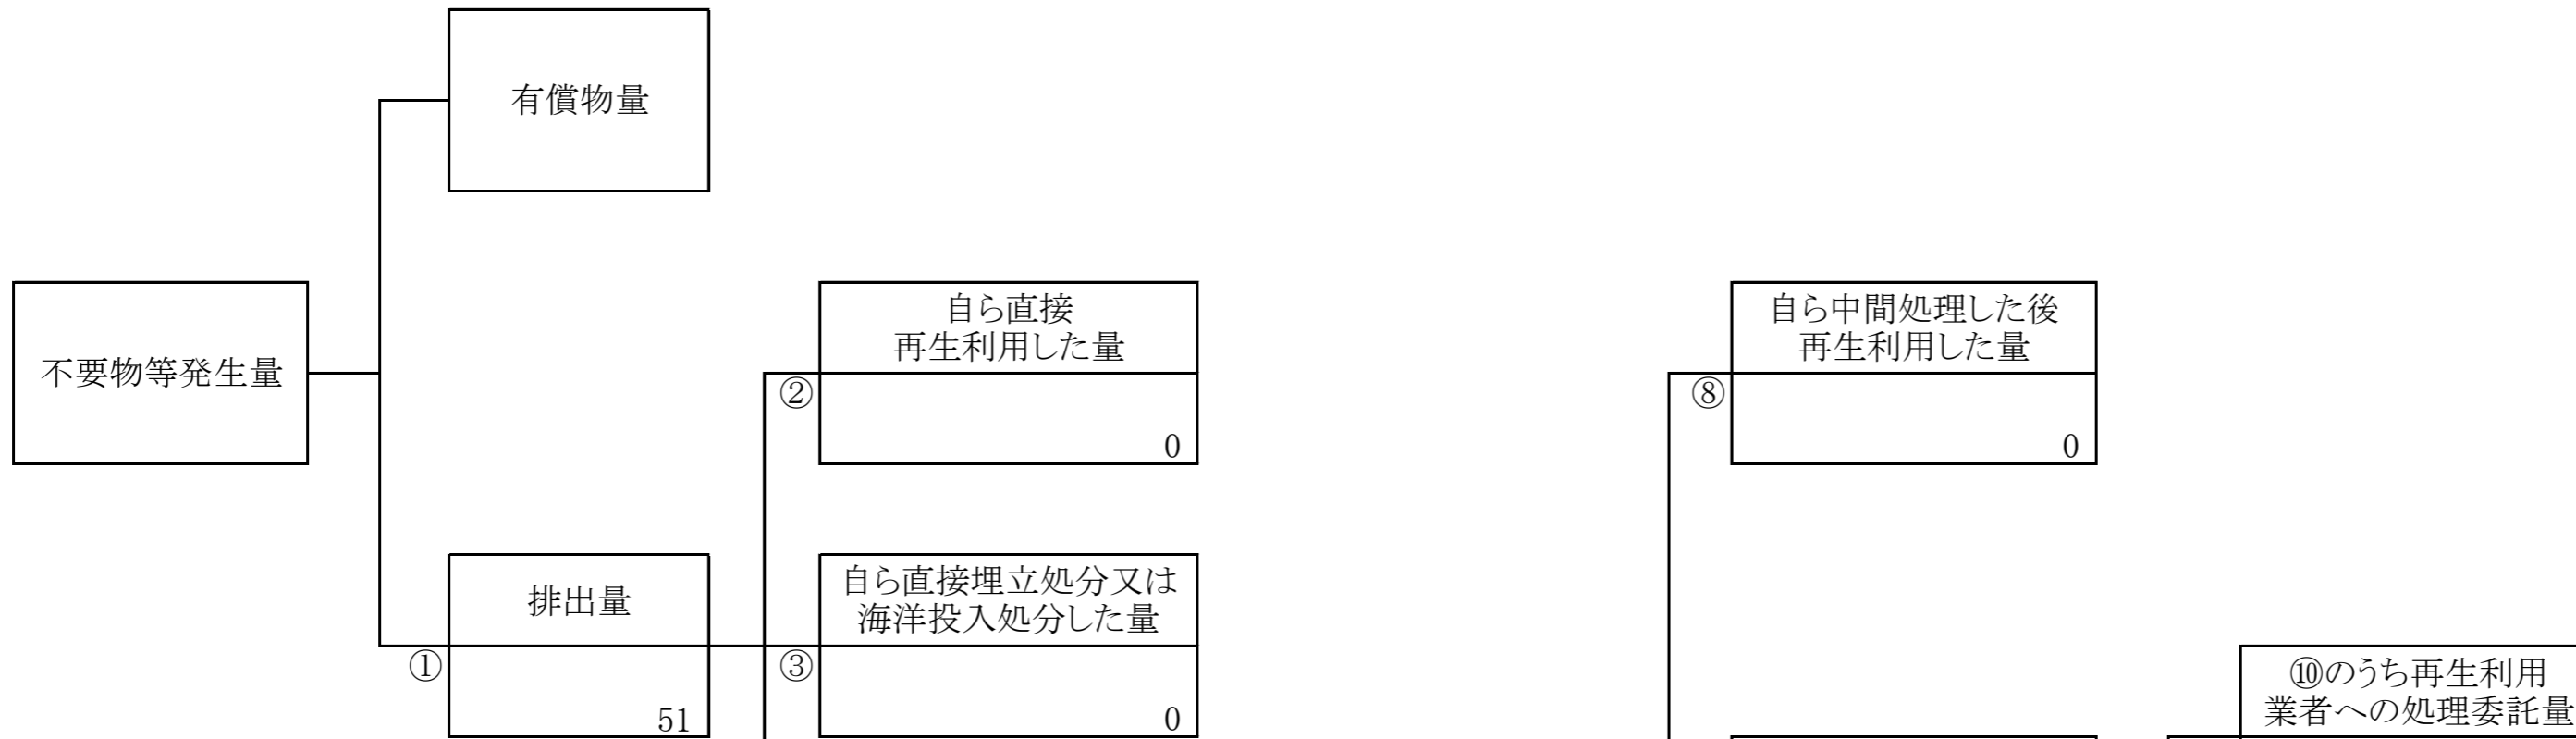 有償物量
不要物等発生量
自ら直接
再生利用した量
②
0
自ら中間処理した後
再生利用した量
⑧
0
排出量
①
51
自ら直接埋立処分又は
海洋投入処分した量
③
0
⑩のうち再生利用
業者への処理委託量